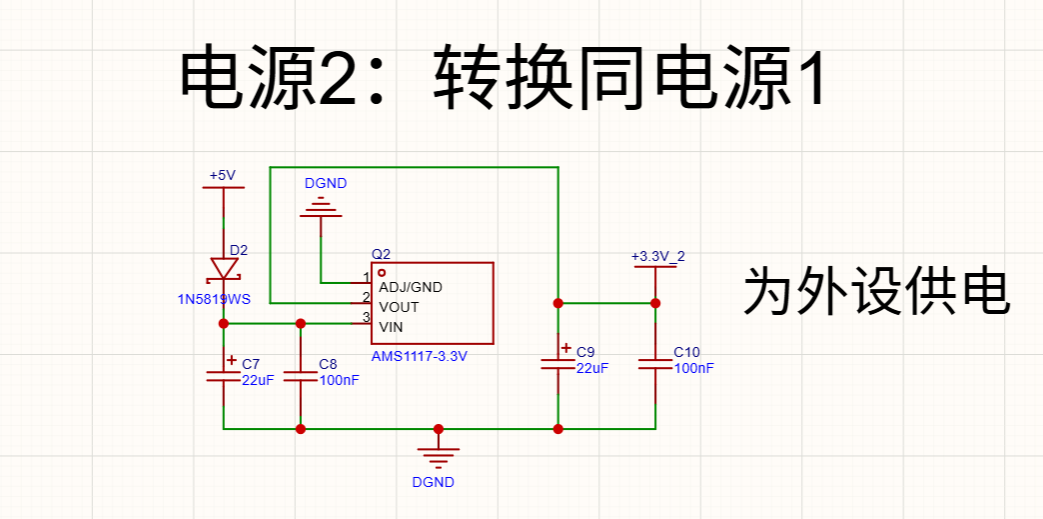 电源2：转换同电源1
+5V
DGND
D2
1N5819WS
Q2
1
ADJ/GND
2
VOUT
3
VIN
AMS1117-3.3V
+3.3V_2
为外设供电
+
C7
22uF
C8
100nF
+
C9
22uF
C10
100nF
DGND